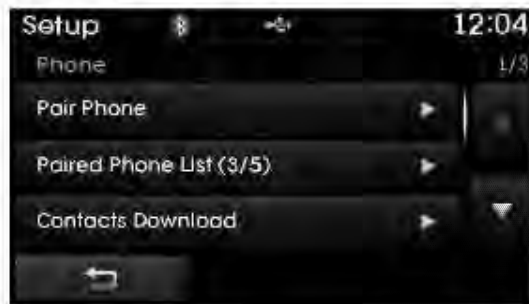 Setup 12:04
Phone 1/3
Pair Phone
Paired Phone List (3/5)
Contacts Download